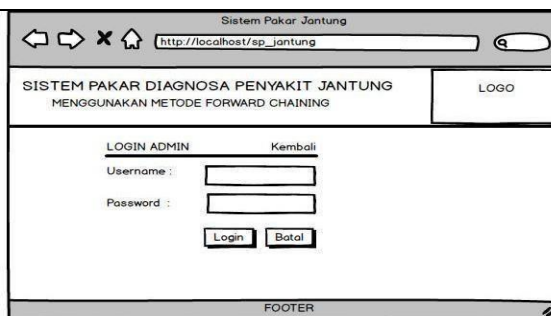 Sistem Pakar Jantung
http://localhost/sp_jantung
SISTEM PAKAR DIAGNOSA PENYAKIT JANTUNG
MENGGUNAKAN METODE FORWARD CHAINING
LOGO
LOGIN ADMIN Kembali
Username :
Password :
Login Batal
FOOTER